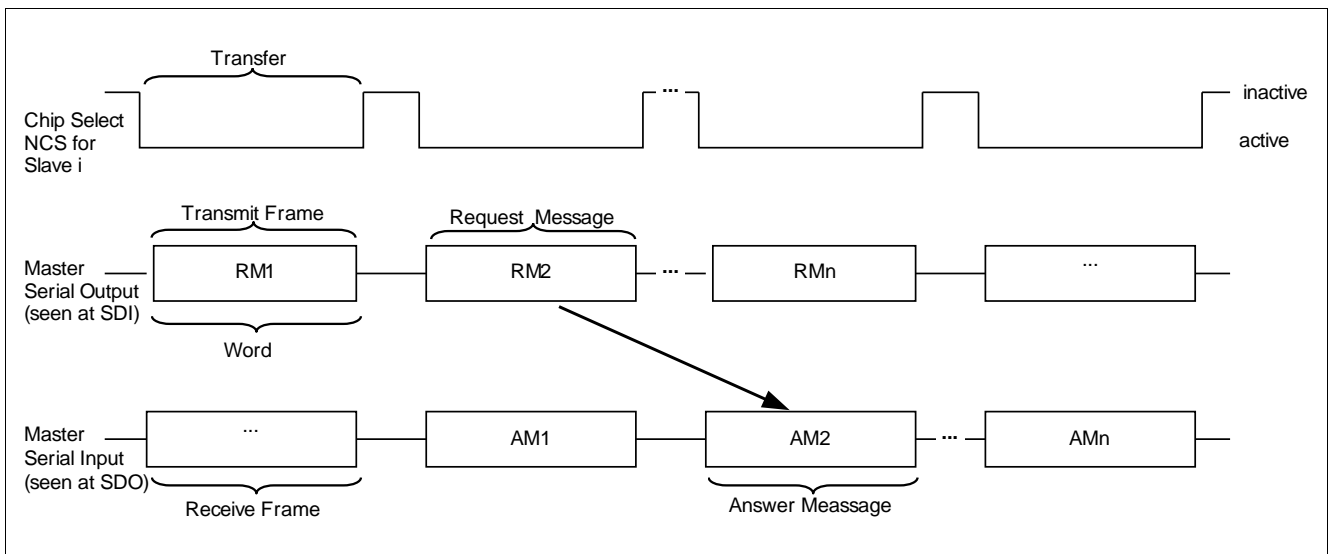 Transfer
...
inactive
Chip Select
NCS for
Slave i
active
Transmit Frame
Request Message
Master
Serial Output
(seen at SDI)
RM1
RM2
...
RMn
...
Word
Master
Serial Input
(seen at SDO)
...
AM1
AM2
...
AMn
Receive Frame
Answer Meassage